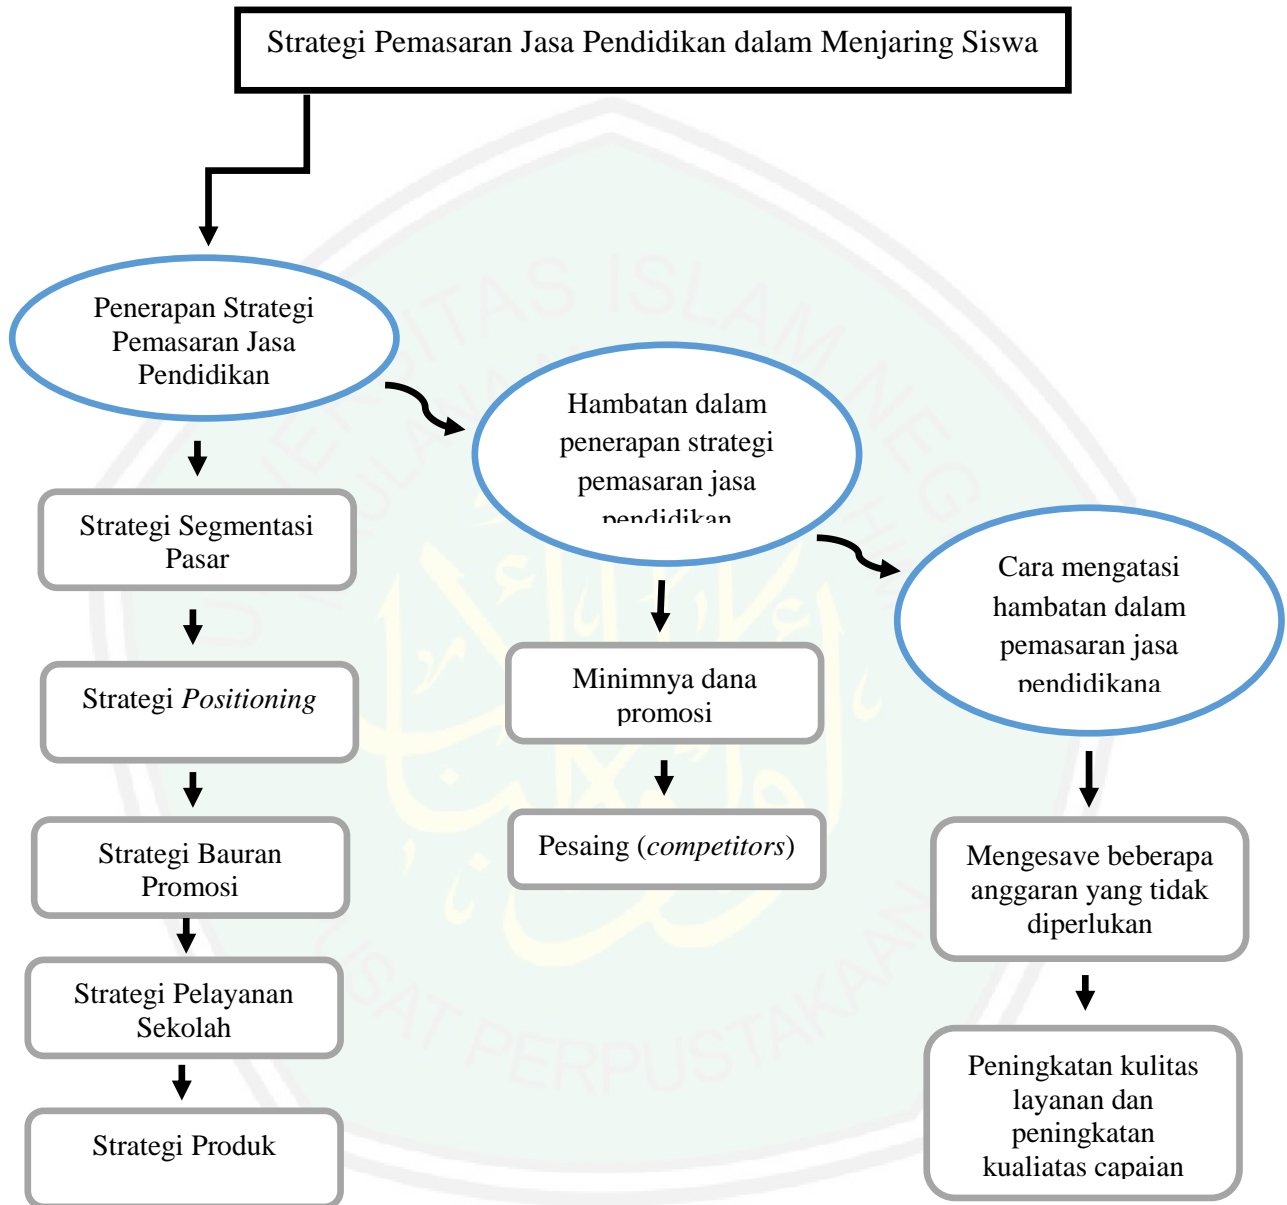 Strategi Pemasaran Jasa Pendidikan dalam Menjaring Siswa
Penerapan Strategi
Pemasaran Jasa
Pendidikan
Strategi Segmentasi
Pasar
Strategi Positioning
Strategi Bauran
Promosi
Strategi Pelayanan
Sekolah
Strategi Produk
Hambatan dalam
penerapan strategi
pemasaran jasa
pendidikan
Minimnya dana
promosi
Pesaing (competitors)
Cara mengatasi
hambatan dalam
pemasaran jasa
pendidikana
Mengesave beberapa
anggaran yang tidak
diperlukan
Peningkatan kulitas
layanan dan
peningkatan
kualiatas capaian